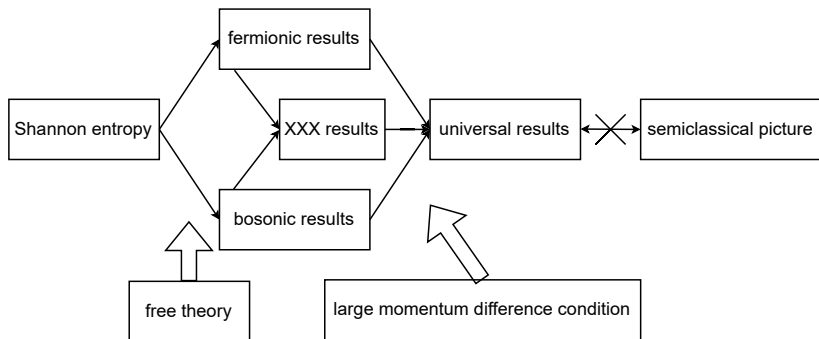 fermionic results
Shannon entropy
XXX results
universal results
semiclassical picture
bosonic results
free theory
large momentum difference condition